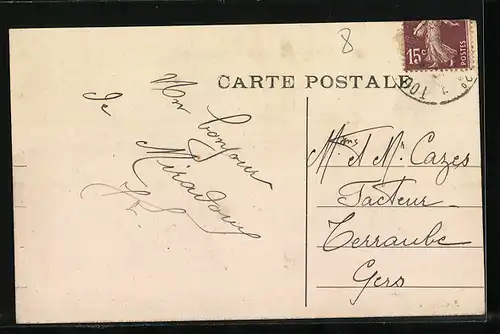 8
15c
POSTES
CARTE POSTALE
Un bonjour
de Miradoux
Mme et Mr Cazes
Facteur
Terraube
Gers